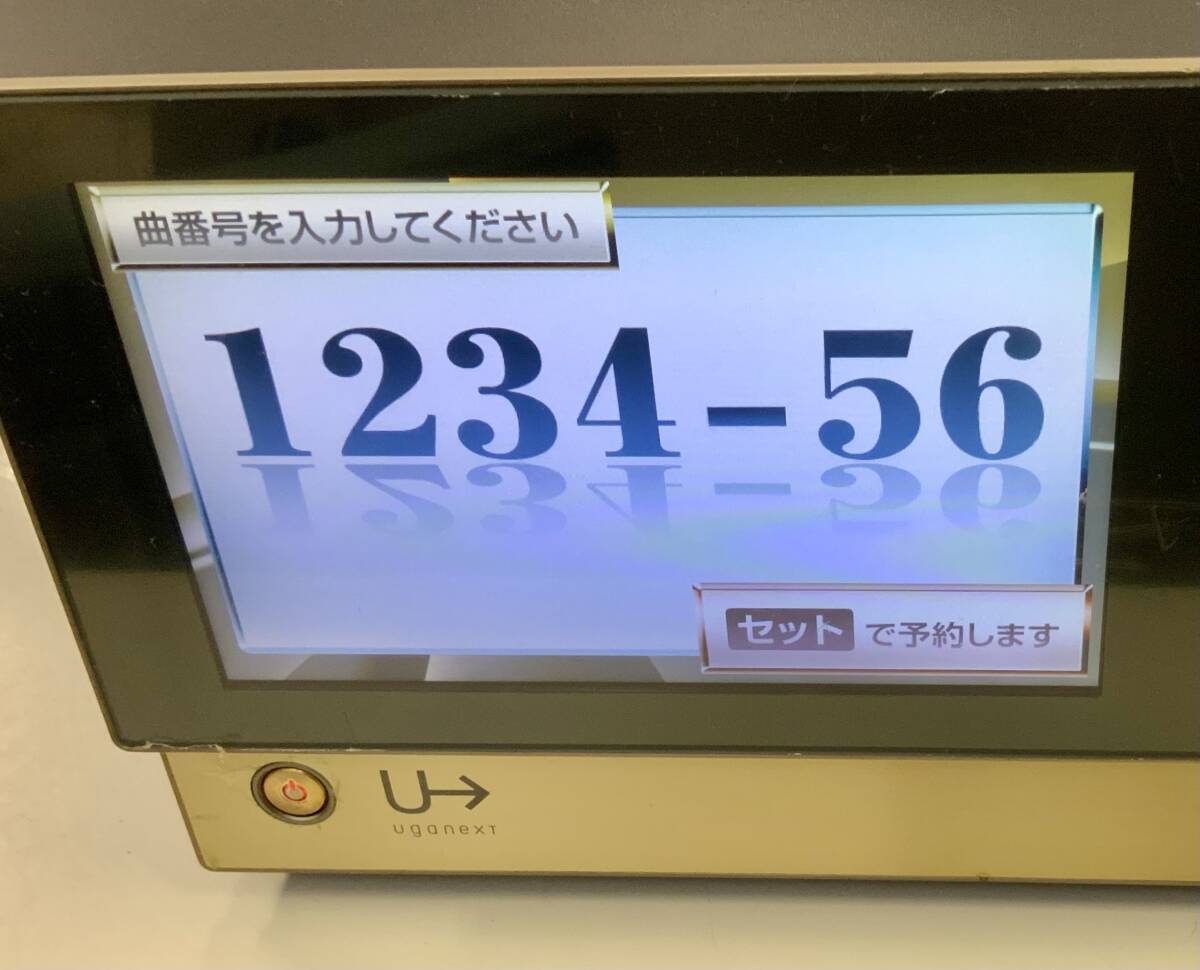 曲番号を入力してください
1234-56
セットで予約します
U→
uganext